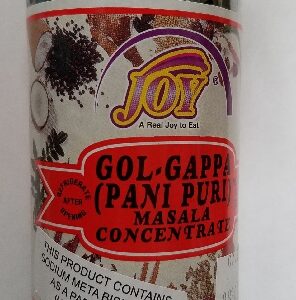 JOY
®
A Real Joy to Eat
GOL-GAPPA
(PANI PURI)
MASALA
CONCENTRATE
REFRIGERATE
AFTER
OPENING
THIS PRODUCT CONTAINS
SODIUM META
AS A